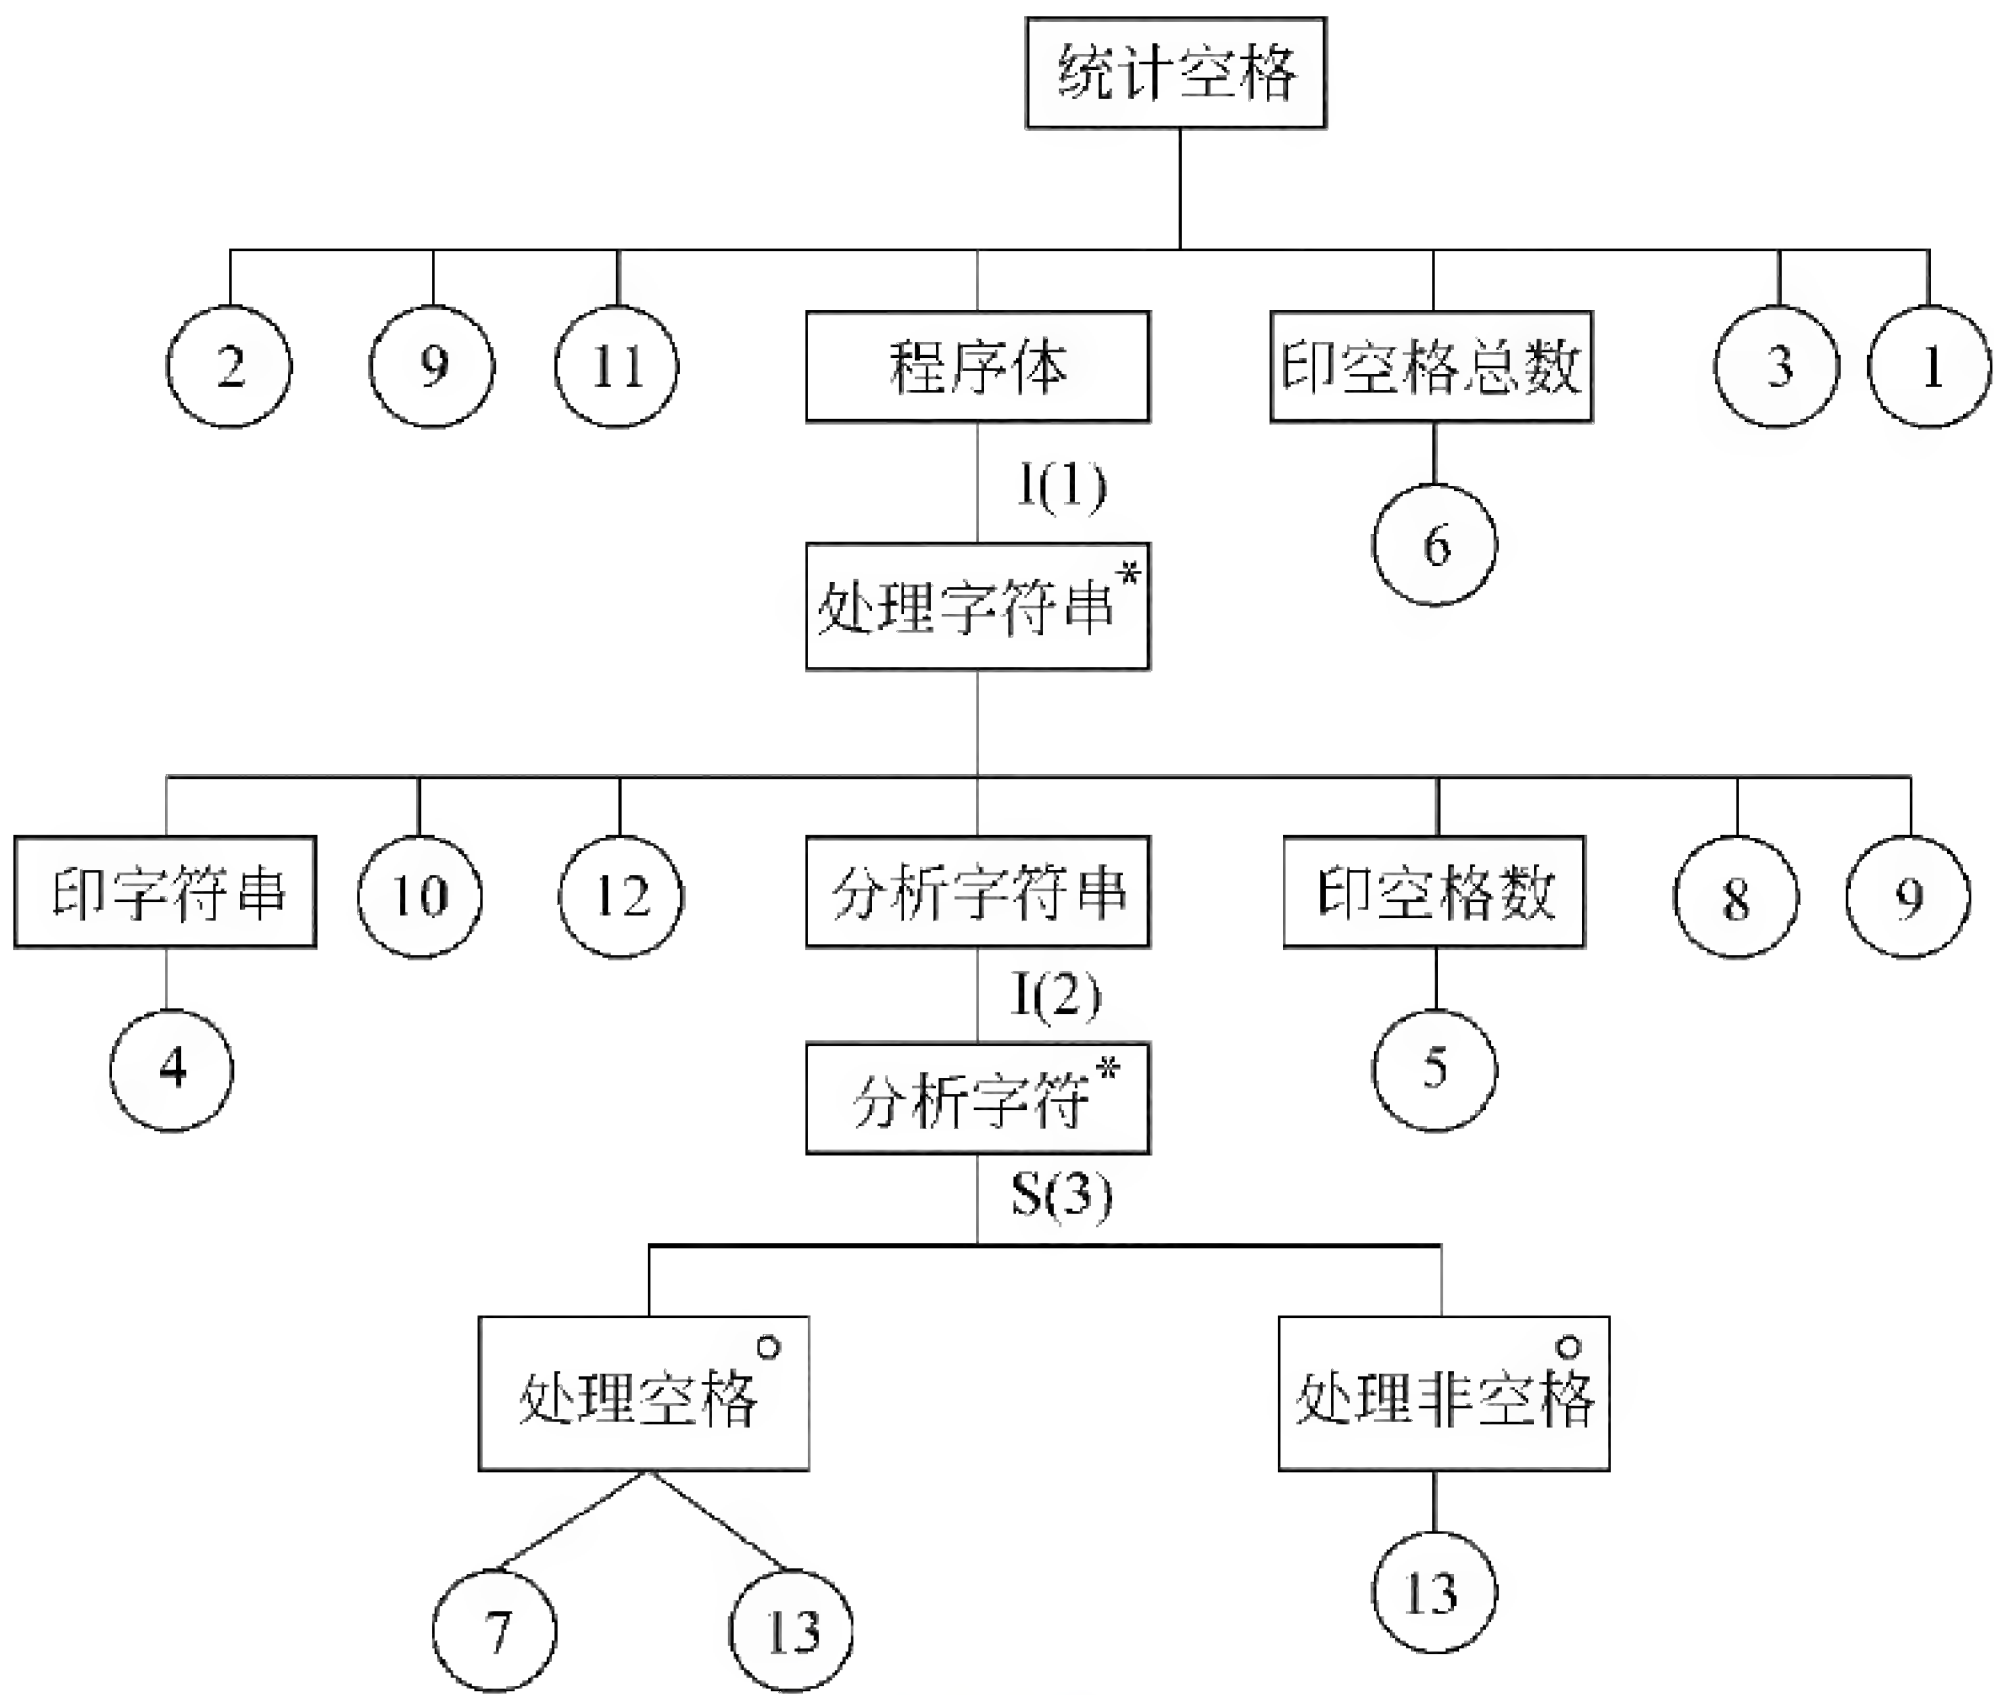 统计空格
2
9
11
程序体
印空格总数
3
1
I(1)
6
处理字符串*
印字符串
10
12
分析字符串
印空格数
8
9
I(2)
4
分析字符*
5
S(3)
处理空格°
处理非空格°
7
13
13